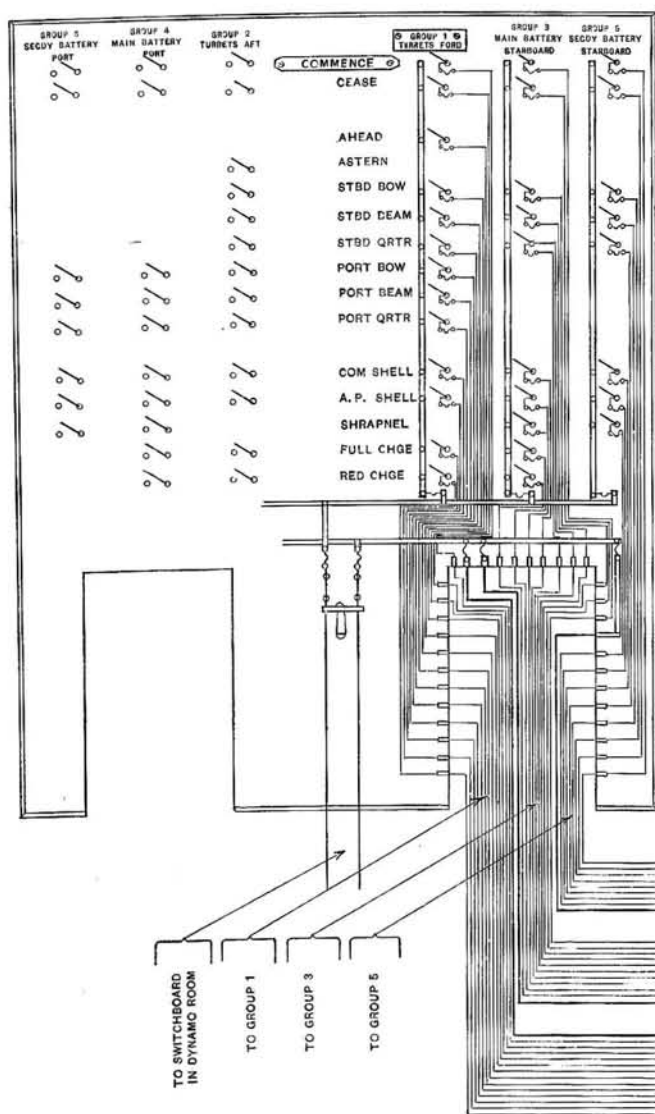 GROUP 5
SECDY BATTERY
PORT
GROUP 4
MAIN BATTERY
PORT
GROUP 2
TURRETS AFT
GROUP 1
TURRETS FORD
GROUP 3
MAIN BATTERY
STARBOARD
GROUP 5
SECDY BATTERY
STARBOARD
COMMENCE
CEASE
AHEAD
ASTERN
STBD BOW
STBD BEAM
STBD QRTR
PORT BOW
PORT BEAM
PORT QRTR
COM SHELL
A.P. SHELL
SHRAPNEL
FULL CHGE
RED CHGE
TO SWITCHBOARD
IN DYNAMO ROOM
TO GROUP 1
TO GROUP 3
TO GROUP 5